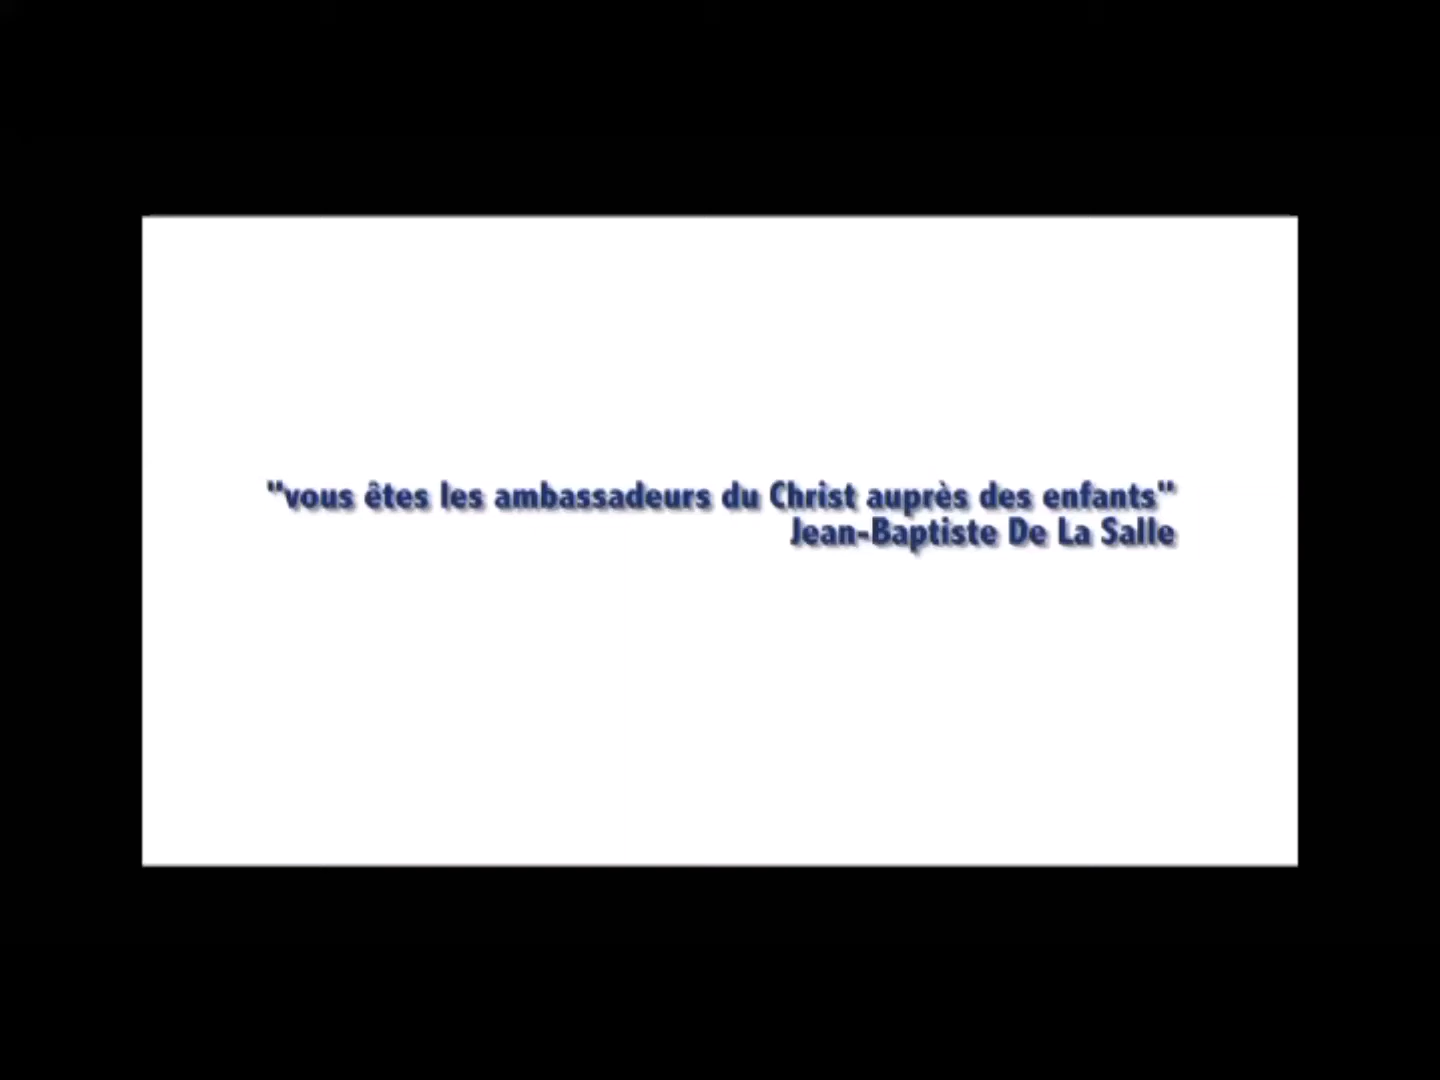 "vous êtes les ambassadeurs du Christ auprès des enfants"
Jean-Baptiste De La Salle